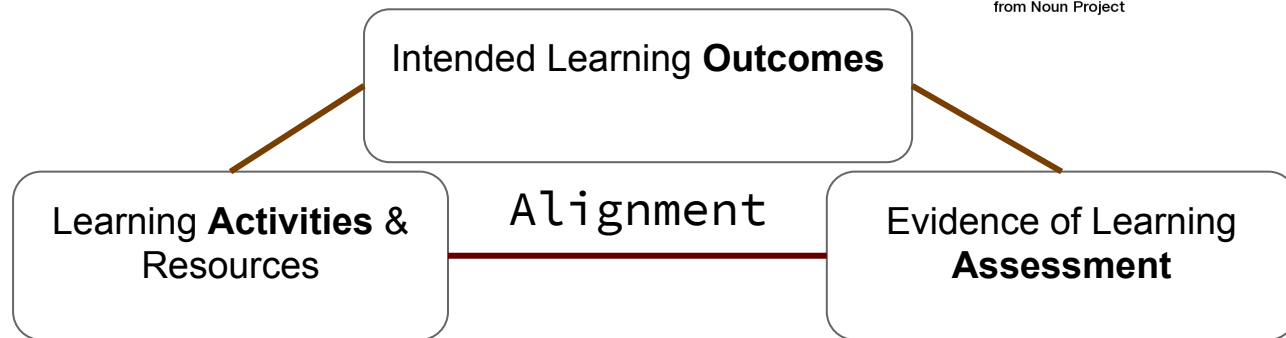 from Noun Project
Intended Learning Outcomes
Learning Activities &
Resources
Alignment
Evidence of Learning
Assessment